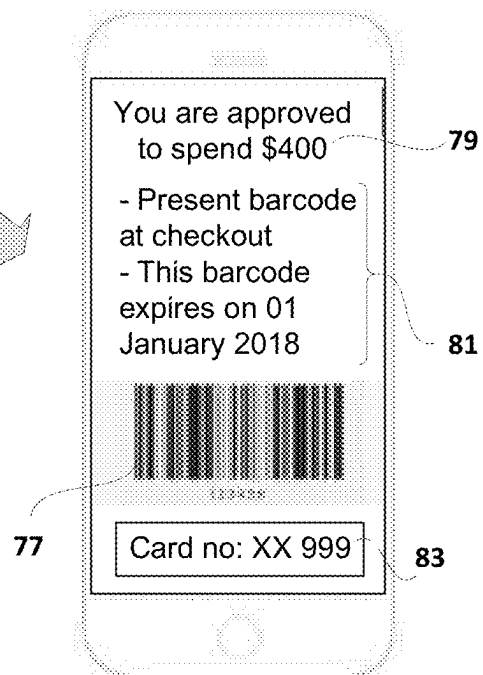 You are approved
to spend $400
79
- Present barcode
at checkout
- This barcode
expires on 01
January 2018
81
123456
77
Card no: XX 999
83